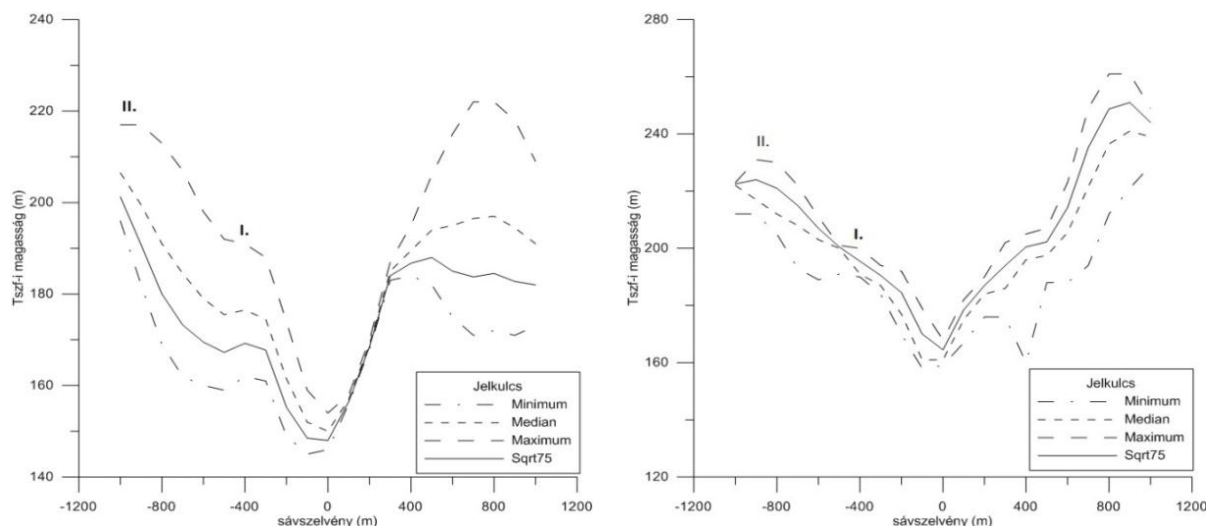 240
220
200
180
160
140
Tszf-i magasság (m)
II.
I.
Jelkulcs
Minimum
Median
Maximum
Sqrt75
-1200
-800
-400
0
400
800
1200
sávszelvény (m)
280
240
200
160
120
Tszf-i magasság (m)
II.
I.
Jelkulcs
Minimum
Median
Maximum
Sqrt75
-1200
-800
-400
0
400
800
1200
sávszelvény (m)